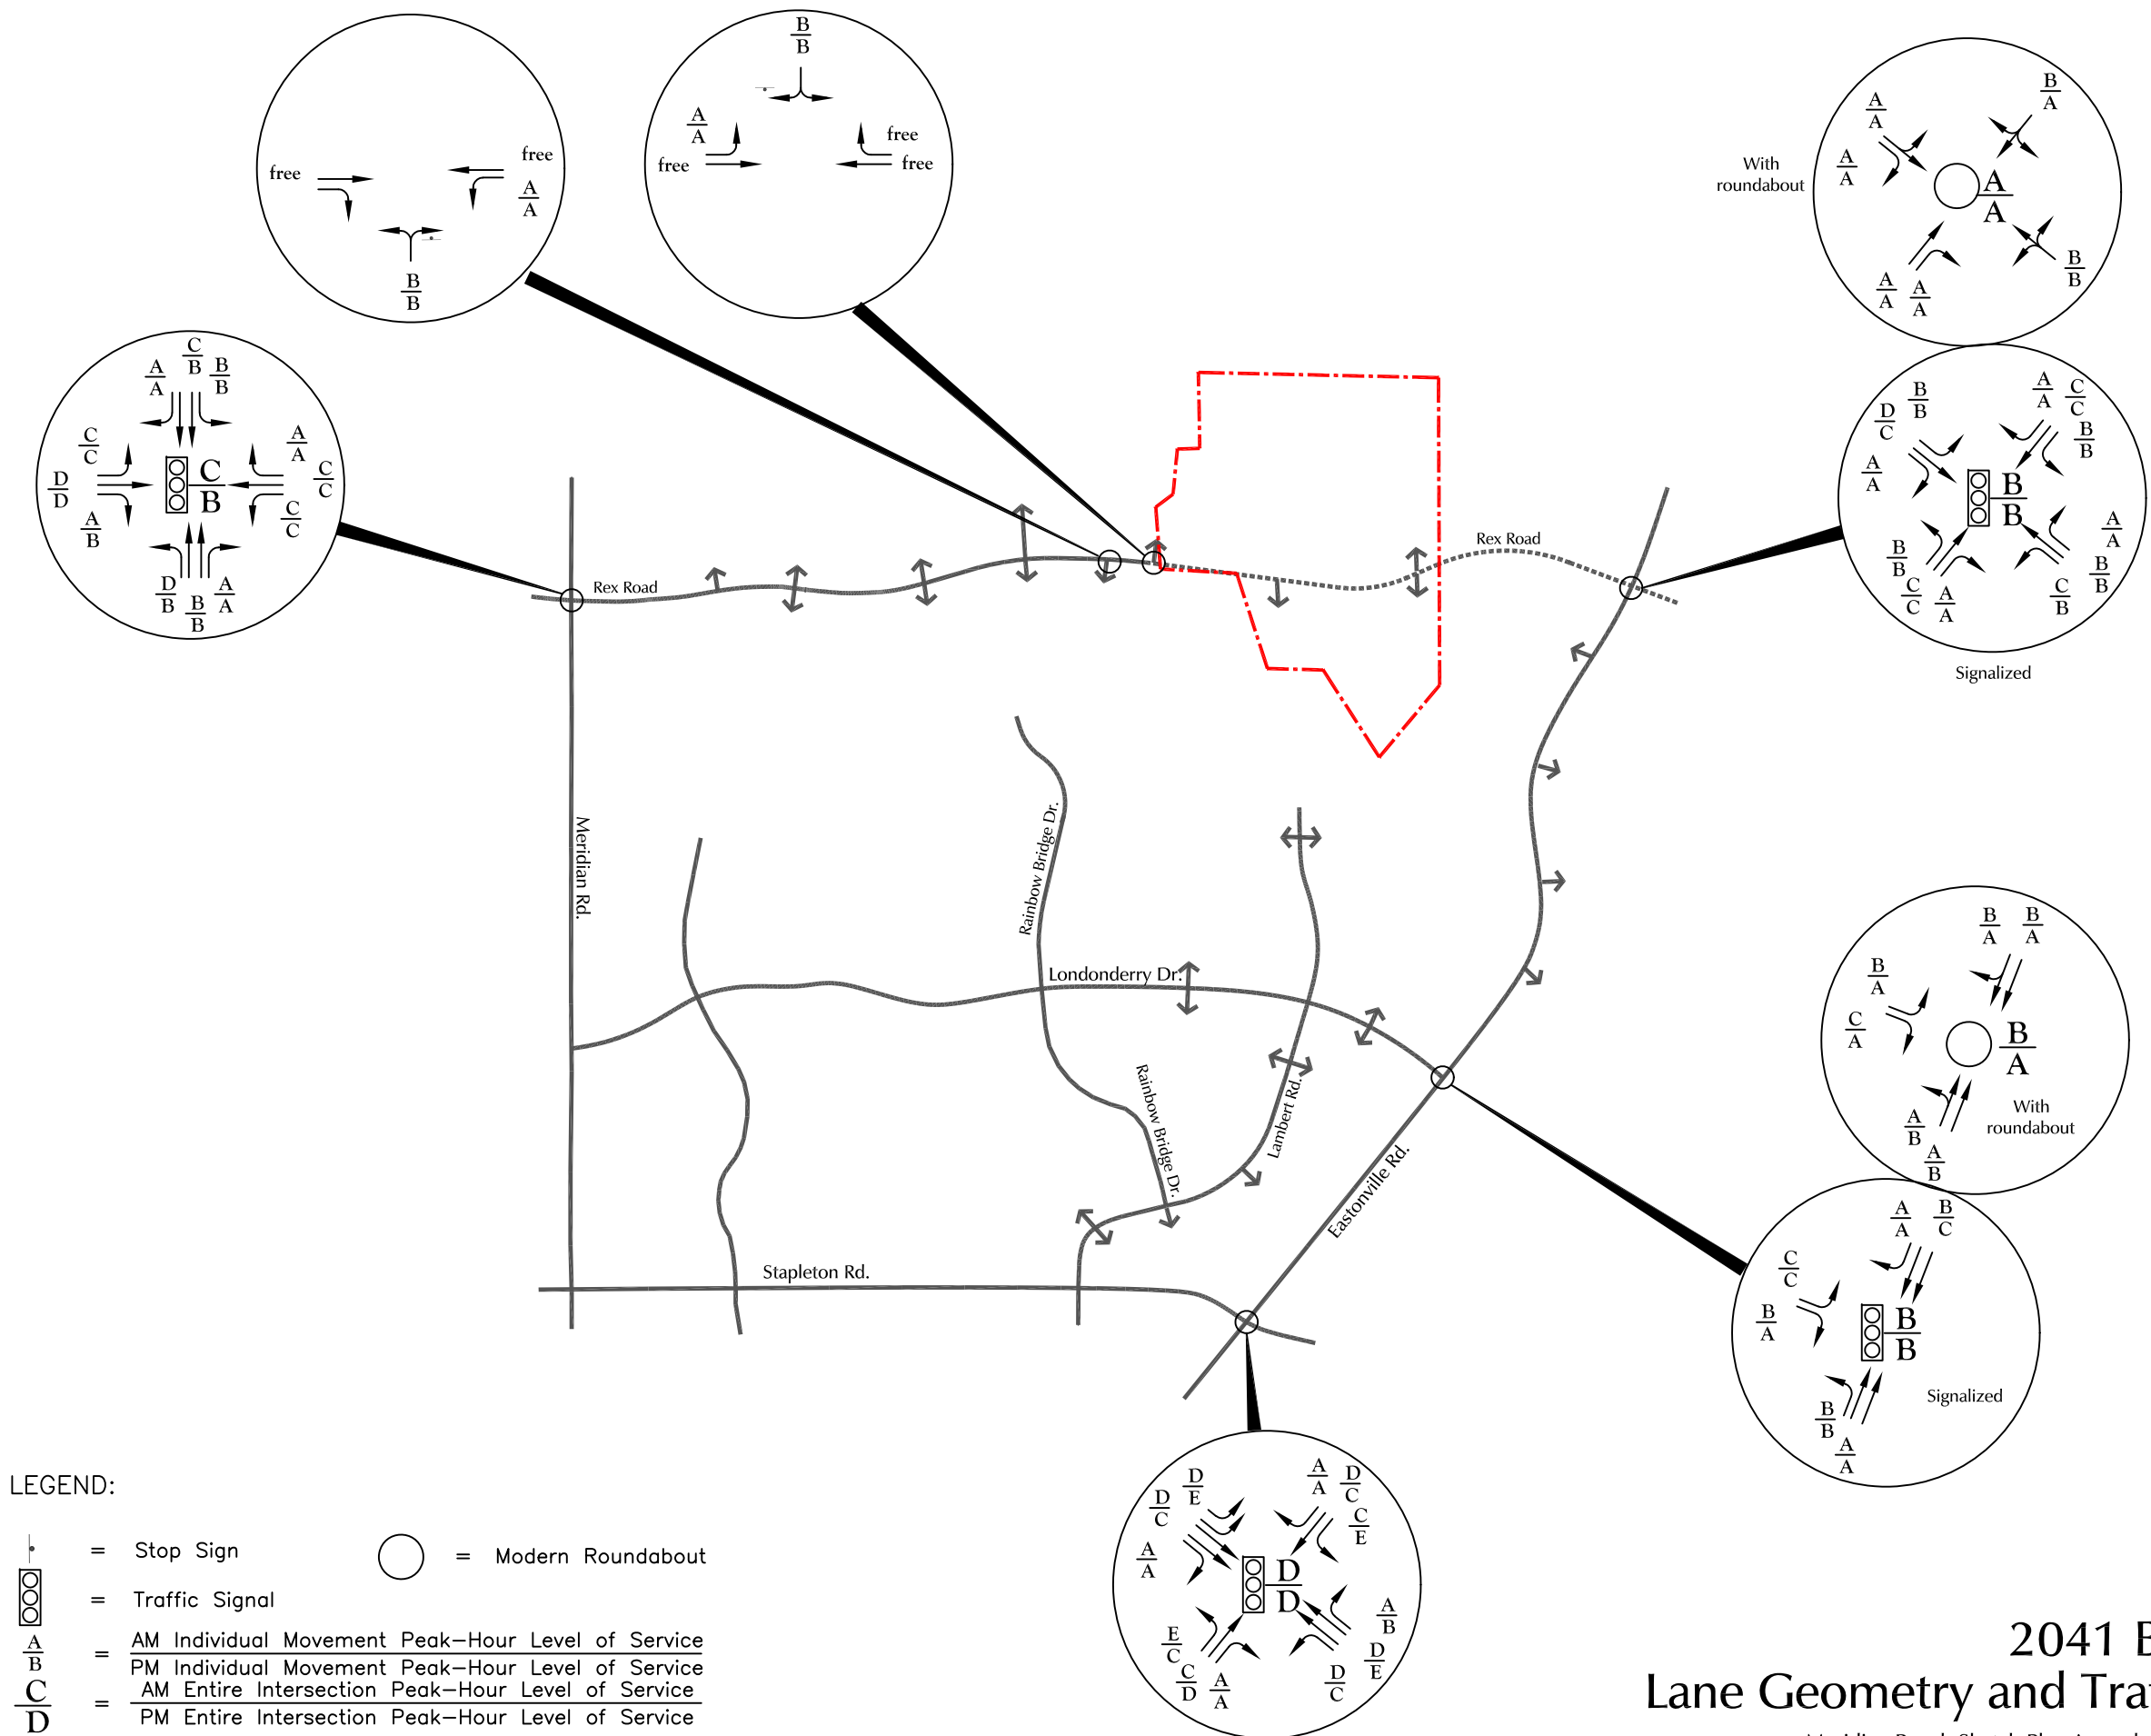 B
B
free
free
A
A
B
B
A
A
free
free
free
A
A
B
A
A
A
With
roundabout
A
A
B
B
A
A
A
A
C
B
A
A
B
B
C
C
A
A
D
D
C
C
A
B
C
C
C
B
D
B
B
B
A
A
B
B
D
C
A
A
A
A
C
C
B
B
B
B
A
A
B
B
B
B
C
C
A
A
C
B
Signalized
Rex Road
Rex Road
Meridian Rd.
Rainbow Bridge Dr.
Londonderry Dr.
Rainbow Bridge Dr.
Lambert Rd.
Eastonville Rd.
Stapleton Rd.
B
A
B
A
B
A
C
A
B
A
With
roundabout
A
B
A
B
A
A
B
C
C
C
B
A
B
B
Signalized
B
B
A
A
D
E
D
C
A
A
A
A
D
C
C
E
D
D
A
B
D
E
D
C
E
C
C
D
A
A
LEGEND:
= Stop Sign
= Modern Roundabout
= Traffic Signal
A
B
= AM Individual Movement Peak-Hour Level of Service
PM Individual Movement Peak-Hour Level of Service
C
D
= AM Entire Intersection Peak-Hour Level of Service
PM Entire Intersection Peak-Hour Level of Service
2041
Lane Geometry and